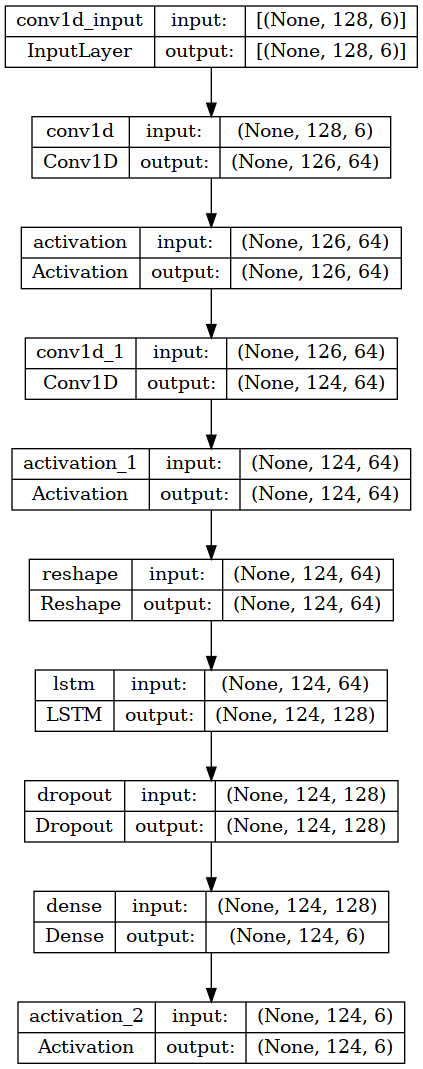 conv1d_input input: [(None, 128, 6)]
InputLayer output: [(None, 128, 6)]
conv1d input: (None, 128, 6)
Conv1D output: (None, 126, 64)
activation input: (None, 126, 64)
Activation output: (None, 126, 64)
conv1d_1 input: (None, 126, 64)
Conv1D output: (None, 124, 64)
activation_1 input: (None, 124, 64)
Activation output: (None, 124, 64)
reshape input: (None, 124, 64)
Reshape output: (None, 124, 64)
lstm input: (None, 124, 64)
LSTM output: (None, 124, 128)
dropout input: (None, 124, 128)
Dropout output: (None, 124, 128)
dense input: (None, 124, 128)
Dense output: (None, 124, 6)
activation_2 input: (None, 124, 6)
Activation output: (None, 124, 6)